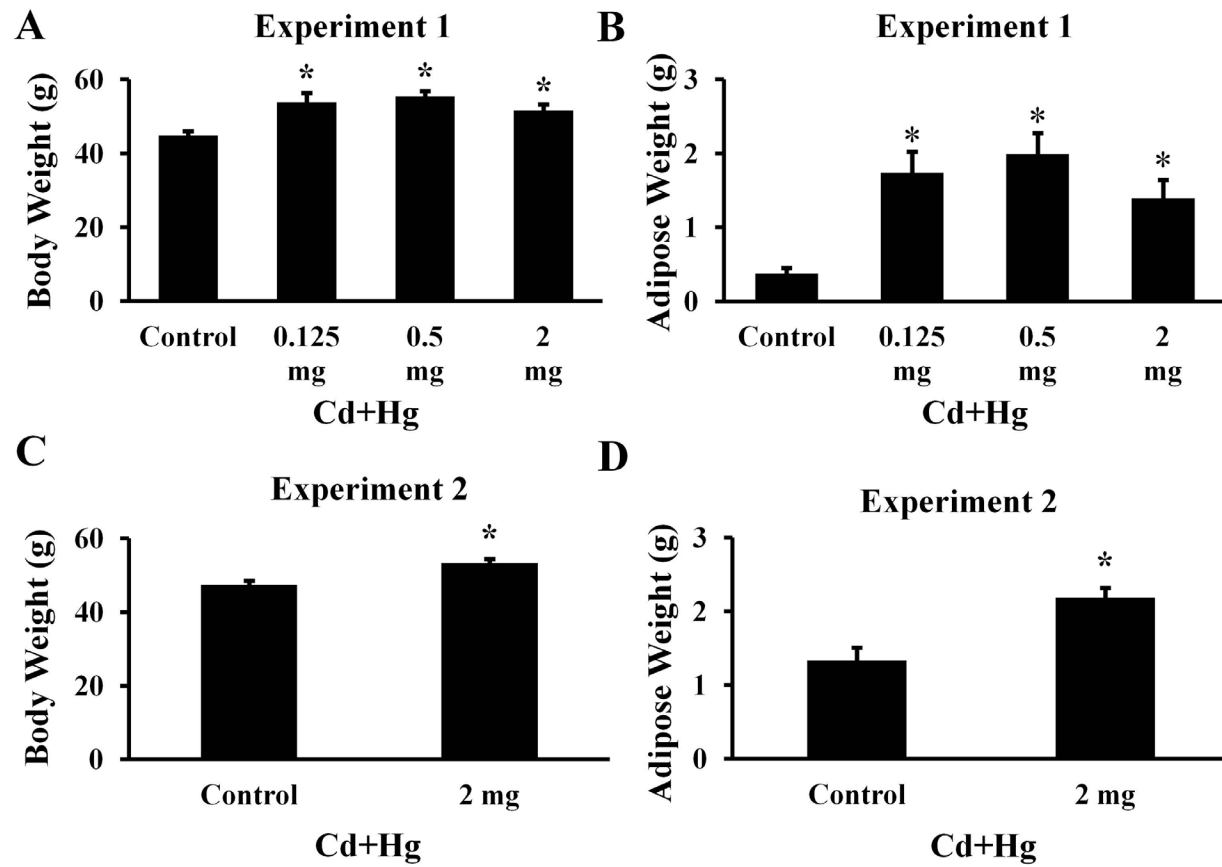 A
Experiment 1
Body Weight (g)
60
40
20
0
*
*
*
Control
0.125 mg
0.5 mg
2 mg
Cd+Hg
B
Experiment 1
Adipose Weight (g)
3
2
1
0
*
*
*
Control
0.125 mg
0.5 mg
2 mg
Cd+Hg
C
Experiment 2
Body Weight (g)
60
40
20
0
*
Control
2 mg
Cd+Hg
D
Experiment 2
Adipose Weight (g)
3
2
1
0
*
Control
2 mg
Cd+Hg